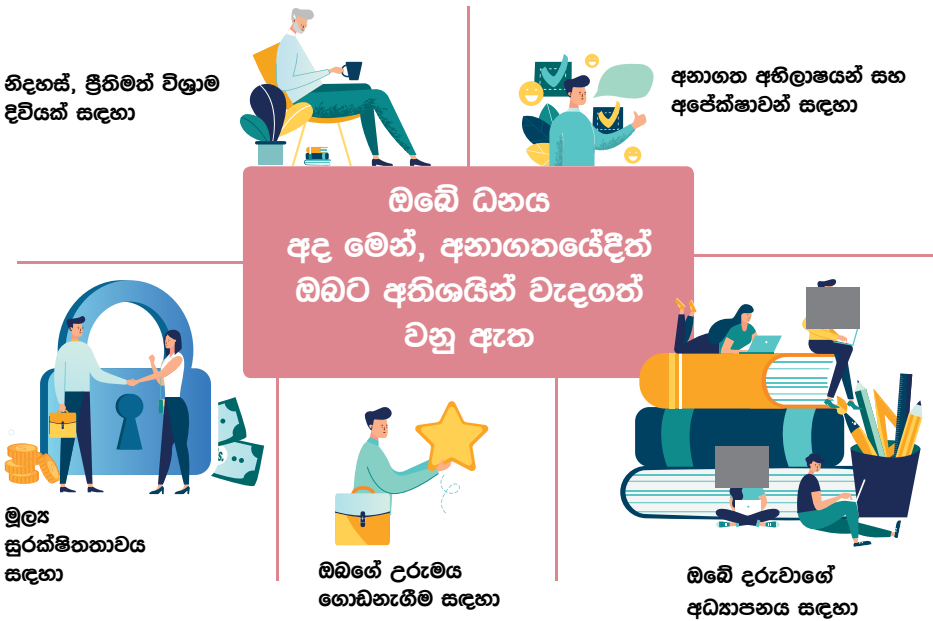 නිදහස්, ප්‍රීතිමත් විශ්‍රාම
දිවියක් සඳහා
අනාගත අභිලාෂයන් සහ
අපේක්ෂාවන් සඳහා
ඔබේ ධනය
අද මෙන්, අනාගතයේදීත්
ඔබට අතිශයින් වැදගත්
වනු ඇත
මූල්‍ය
සුරක්ෂිතතාවය
සඳහා
ඔබගේ උරුමය
ගොඩනැගීම සඳහා
ඔබේ දරුවාගේ
අධ්‍යාපනය සඳහා